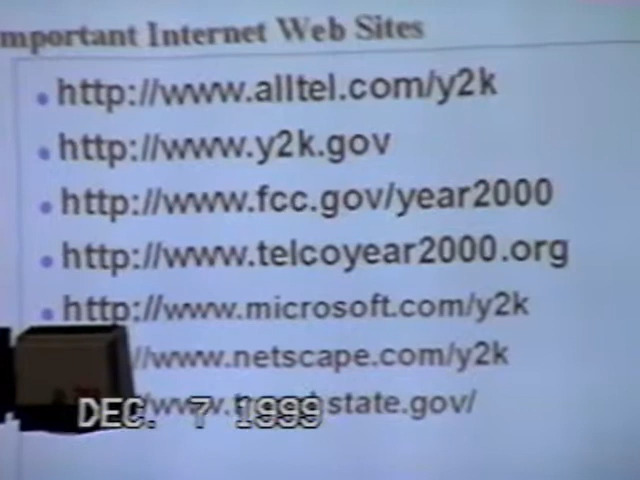 mportant Internet Web Sites
http://www.alltel.com/y2k
http://www.y2k.gov
http://www.fcc.gov/year2000
http://www.telcoyear2000.org
http://www.microsoft.com/y2k
//www.netscape.com/y2k
/www. state.gov/
DEC. 7 1999